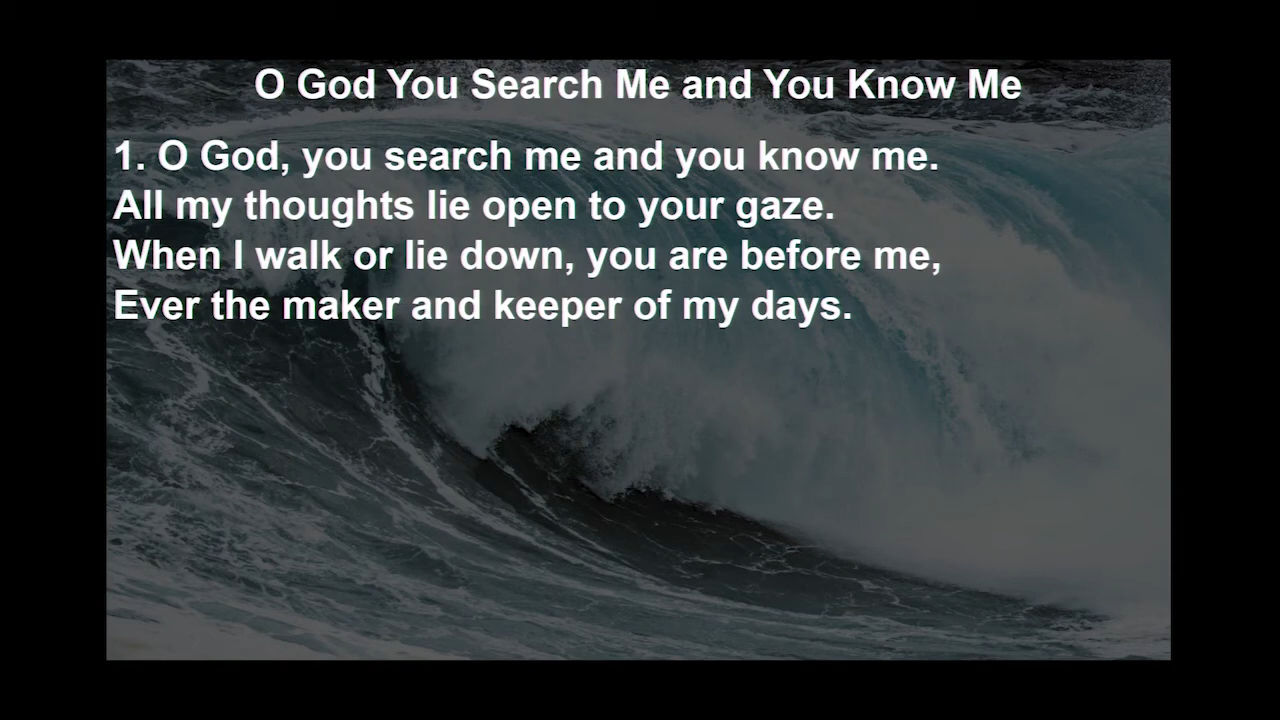 O God You Search Me and You Know Me
1. O God, you search me and you know me.
All my thoughts lie open to your gaze.
When I walk or lie down, you are before me,
Ever the maker and keeper of my days.